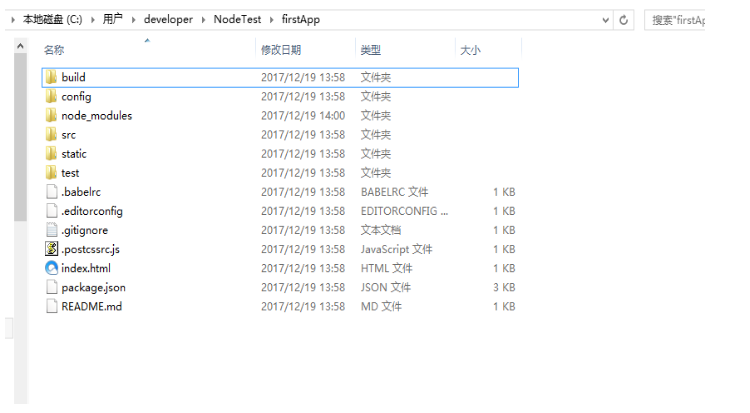 本地磁盘 (C:) 用户 developer NodeTest firstApp 搜索"firstAp
名称 修改日期 类型 大小
build 2017/12/19 13:58 文件夹
config 2017/12/19 13:58 文件夹
node_modules 2017/12/19 14:00 文件夹
src 2017/12/19 13:58 文件夹
static 2017/12/19 13:58 文件夹
test 2017/12/19 13:58 文件夹
.babelrc 2017/12/19 13:58 BABELRC 文件 1 KB
.editorconfig 2017/12/19 13:58 EDITORCONFIG ... 1 KB
.gitignore 2017/12/19 13:58 文本文档 1 KB
.postcssrc.js 2017/12/19 13:58 JavaScript 文件 1 KB
index.html 2017/12/19 13:58 HTML 文件 1 KB
package.json 2017/12/19 13:58 JSON 文件 3 KB
README.md 2017/12/19 13:58 MD 文件 1 KB